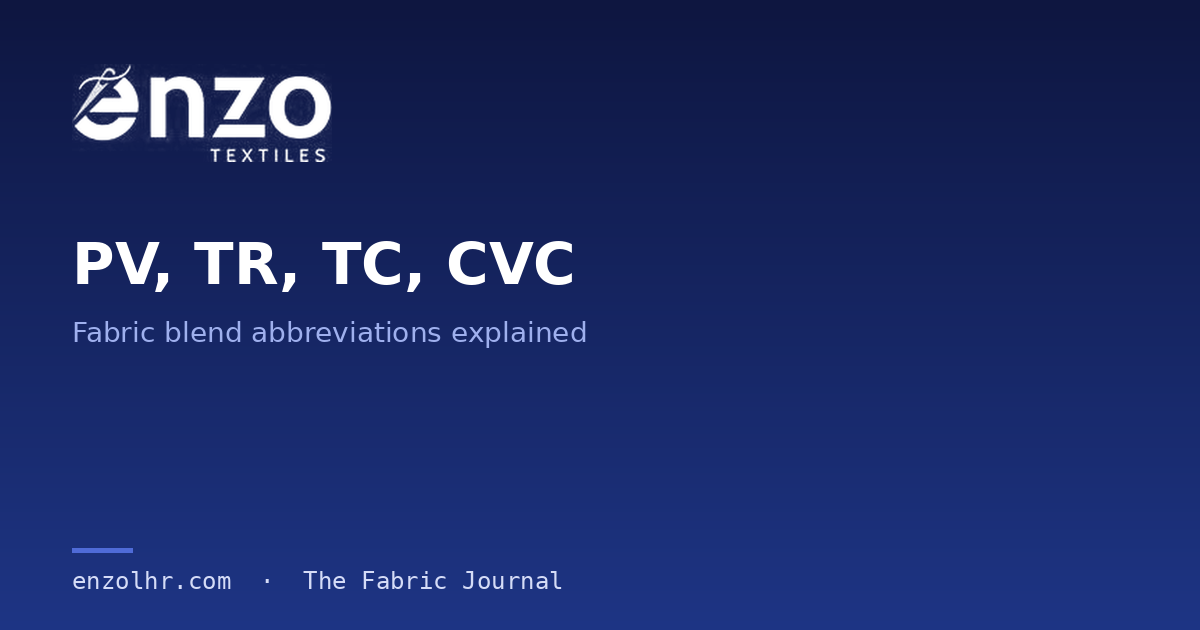 enzo
TEXTILES
PV, TR, TC, CVC
Fabric blend abbreviations explained
enzolhr.com · The Fabric Journal